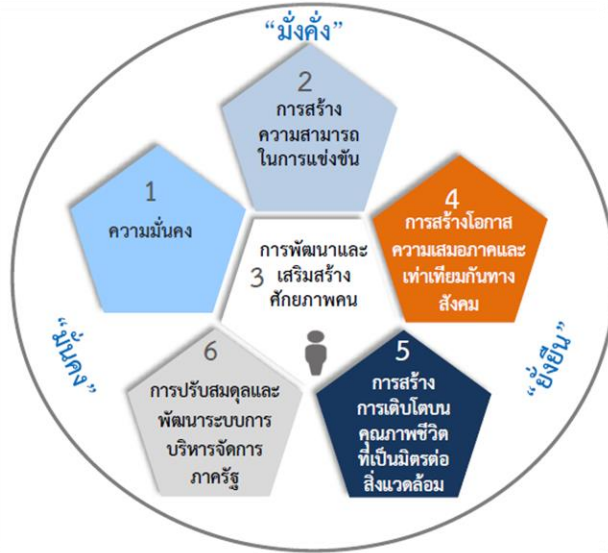 “มั่งคั่ง”
2
การสร้าง
ความสามารถ
ในการแข่งขัน
1
ความมั่นคง
4
การสร้างโอกาส
ความเสมอภาคและ
เท่าเทียมกันทาง
สังคม
การพัฒนาและ
3 เสริมสร้าง
ศักยภาพคน
“มั่นคง”
“ยั่งยืน”
6
การปรับสมดุลและ
พัฒนาระบบการ
บริหารจัดการ
ภาครัฐ
5
การสร้าง
การเติบโตบน
คุณภาพชีวิต
ที่เป็นมิตรต่อ
สิ่งแวดล้อม